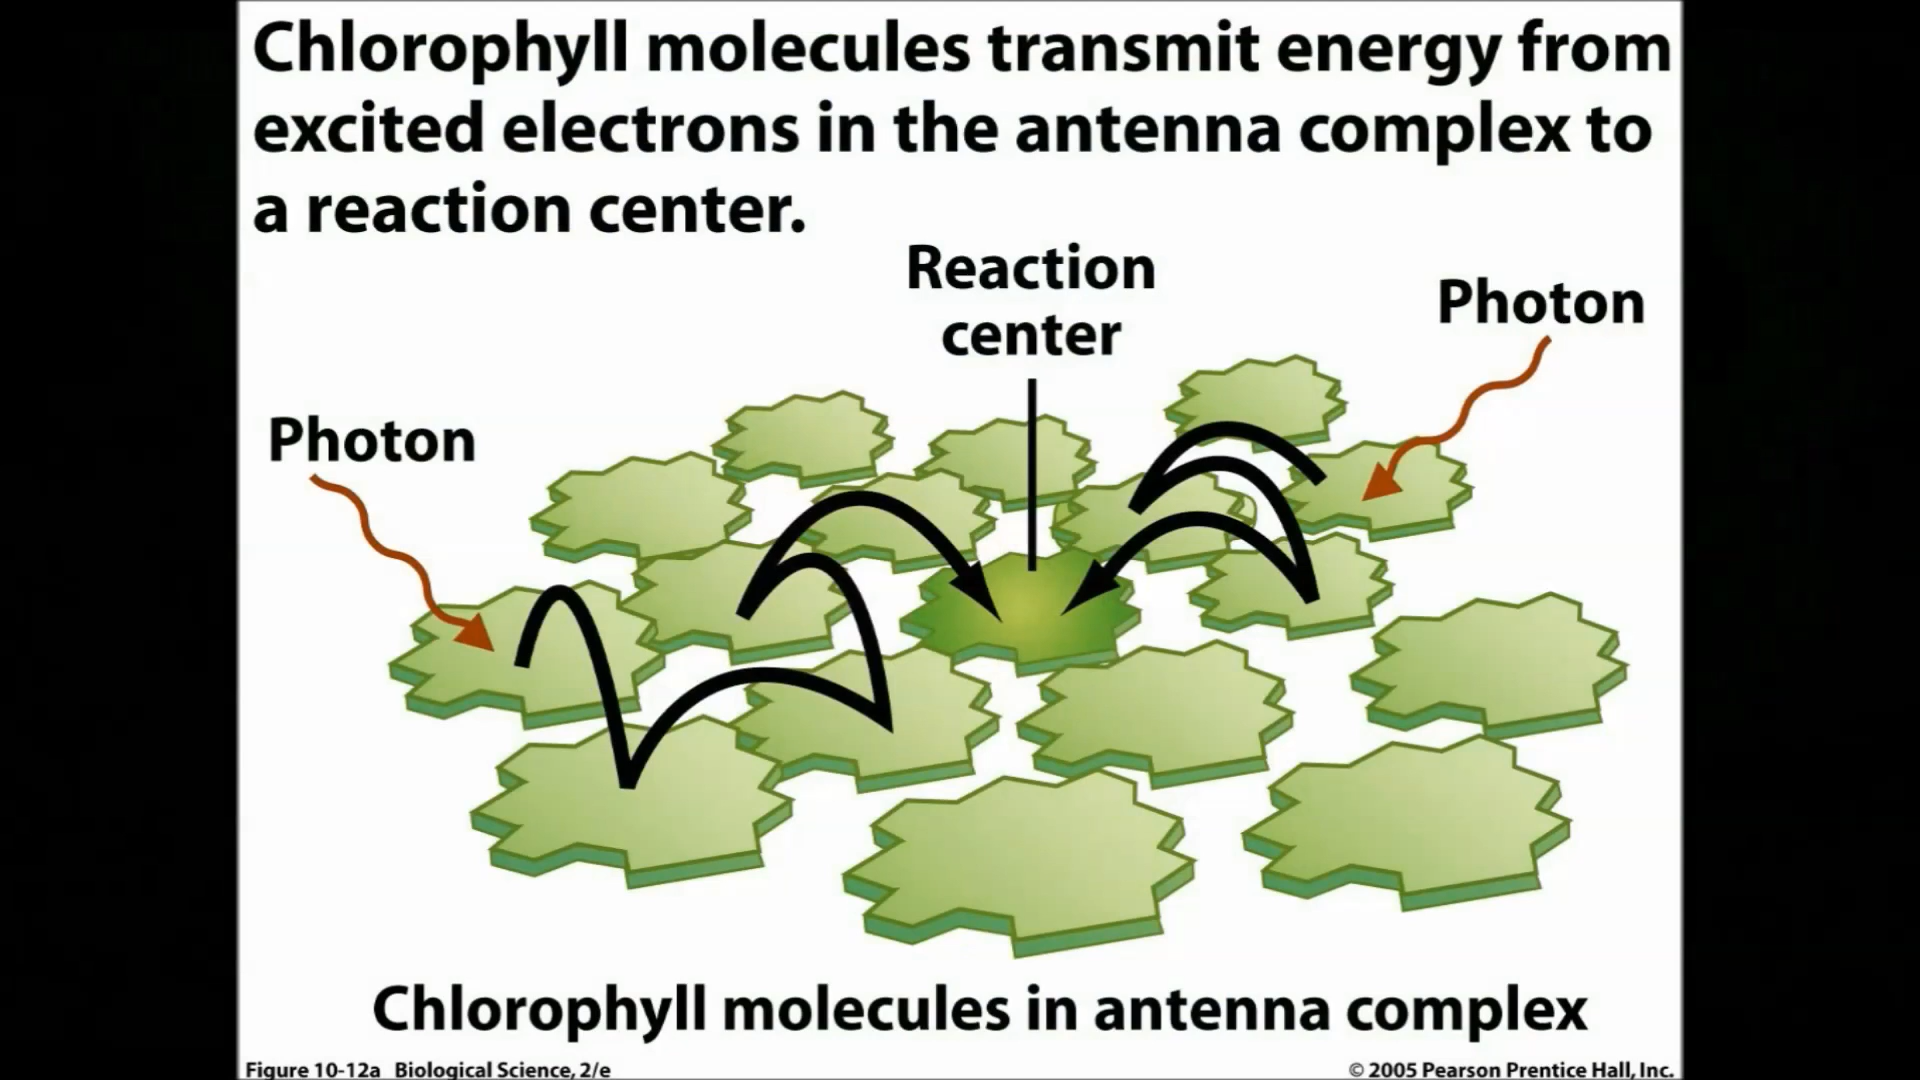 Chlorophyll molecules transmit energy from
excited electrons in the antenna complex to
a reaction center.
Reaction
center
Photon
Photon
Chlorophyll molecules in antenna complex
Figure 10-12a Biological Science, 2/e
© 2005 Pearson Prentice Hall, Inc.